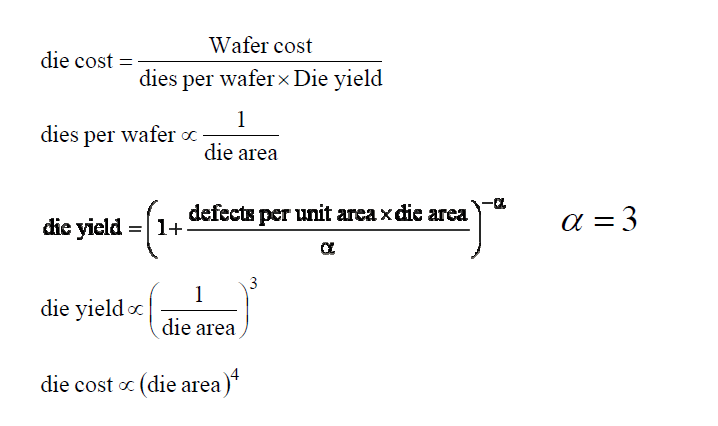 die cost = Wafer cost / dies per wafer × Die yield
dies per wafer ∝ 1 / die area
die yield = (1 + defects per unit area × die area / α)^−α   α = 3
die yield ∝ (1 / die area)^3
die cost ∝ (die area)^4